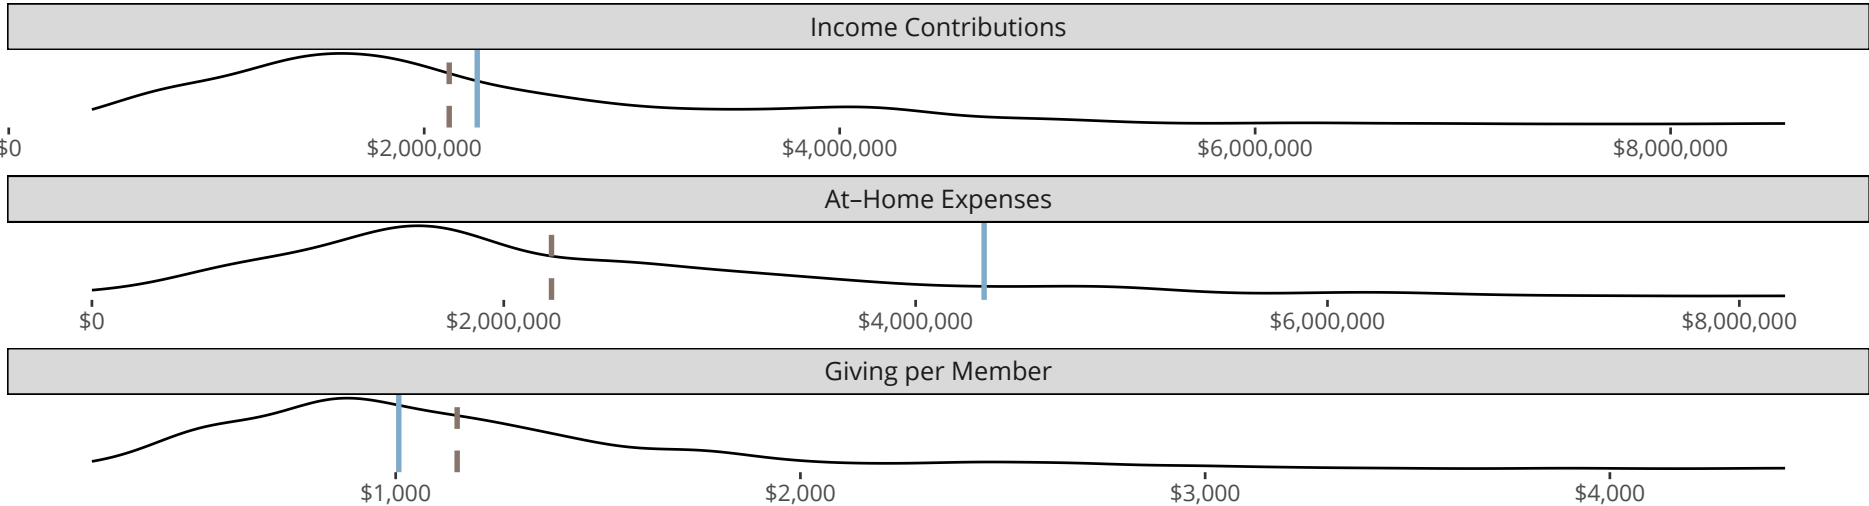 Income Contributions
$0 $2,000,000 $4,000,000 $6,000,000 $8,000,000
At–Home Expenses
$0 $2,000,000 $4,000,000 $6,000,000 $8,000,000
Giving per Member
$1,000 $2,000 $3,000 $4,000